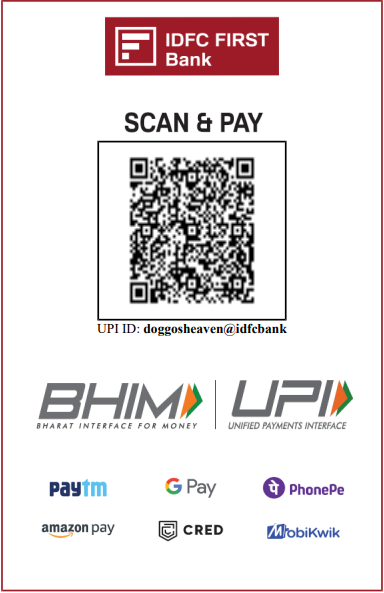 IDFC FIRST
Bank
SCAN & PAY
UPI ID: doggosheaven@idfcbank
BHIM
BHARAT INTERFACE FOR MONEY
UPI
UNIFIED PAYMENTS INTERFACE
paytm
G Pay
PhonePe
amazon pay
CRED
MobiKwik